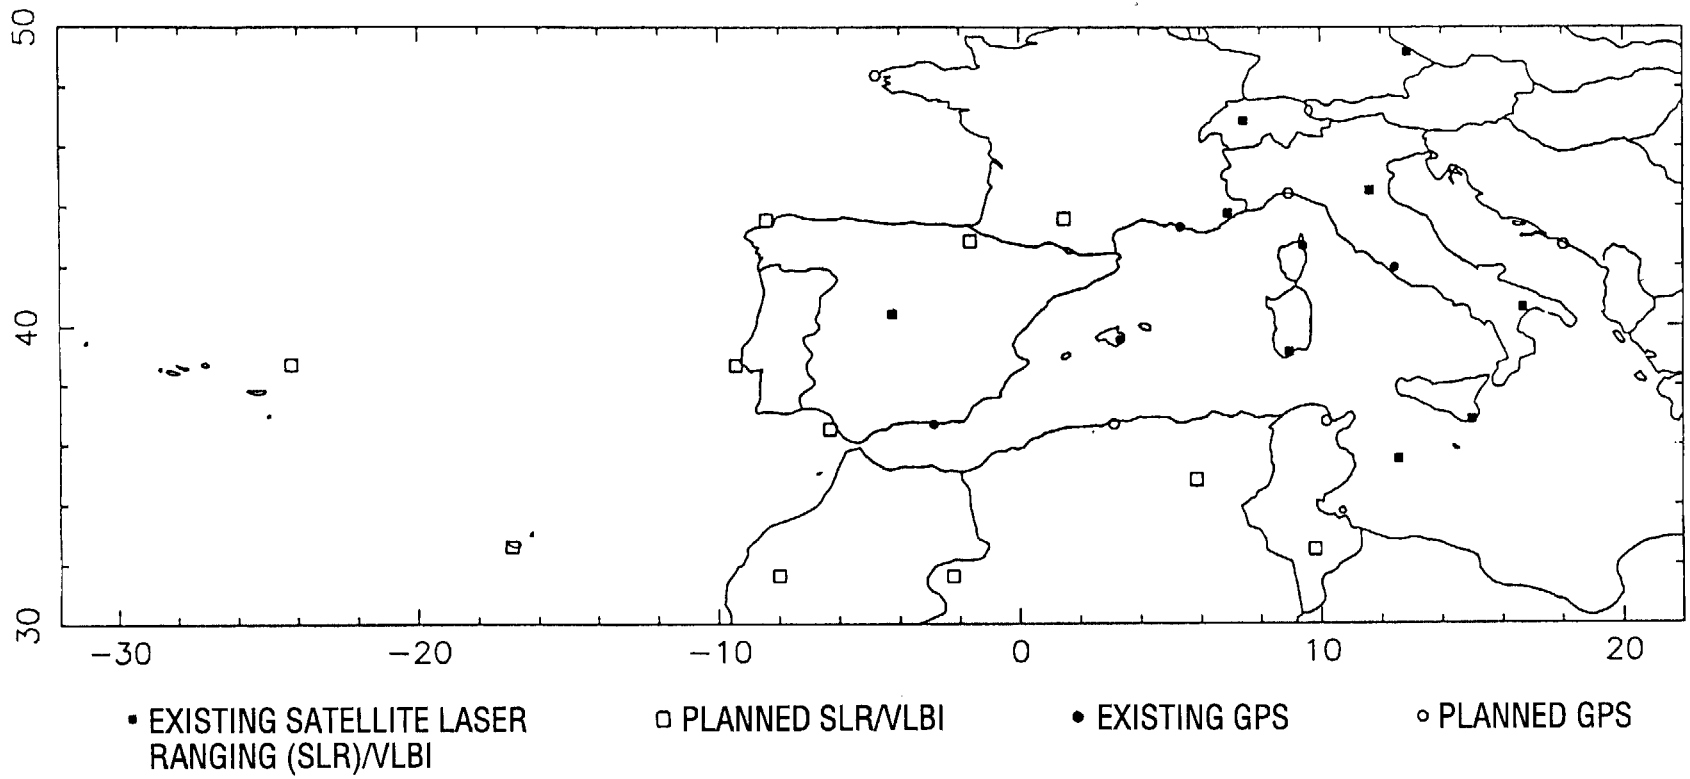 50
40
30
−30 −20 −10 0 10 20
EXISTING SATELLITE LASER
RANGING (SLR)/VLBI
PLANNED SLR/VLBI
EXISTING GPS
PLANNED GPS